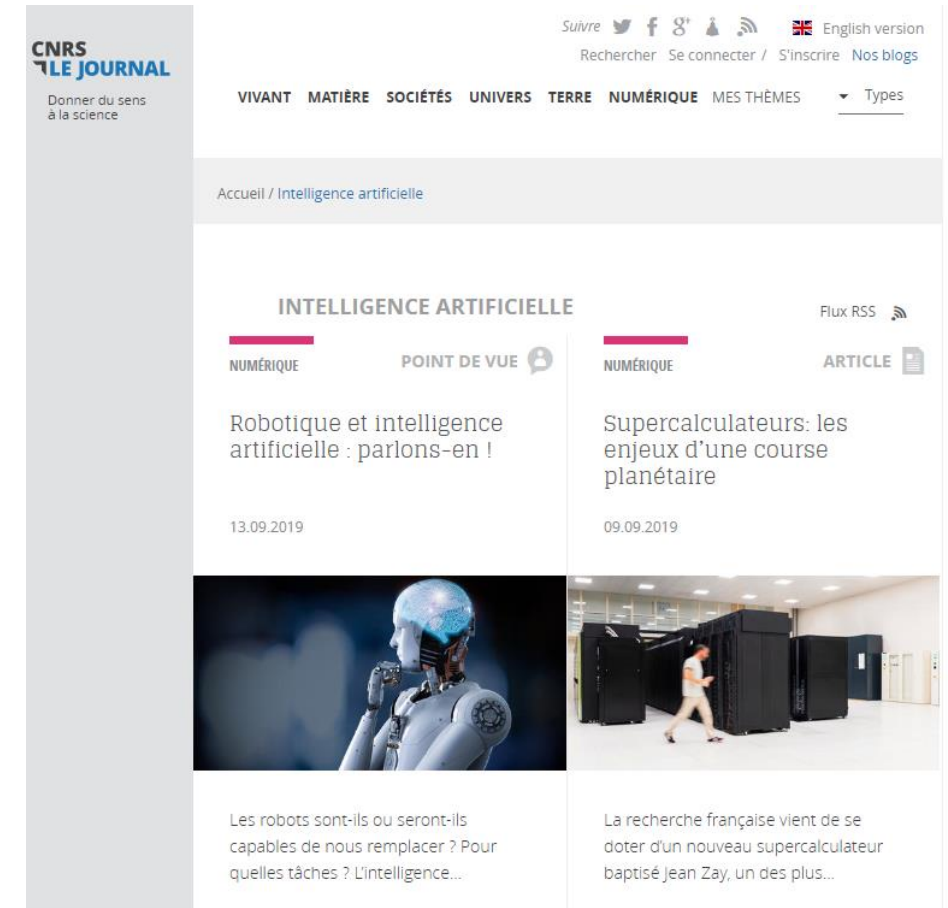 CNRS
LE JOURNAL
Donner du sens
à la science
Suivre
English version
Rechercher Se connecter / S'inscrire Nos blogs
VIVANT MATIÈRE SOCIÉTÉS UNIVERS TERRE NUMÉRIQUE MES THÈMES Types
Accueil / Intelligence artificielle
INTELLIGENCE ARTIFICIELLE
Flux RSS
NUMÉRIQUE
POINT DE VUE
Robotique et intelligence
artificielle : parlons-en !
13.09.2019
Les robots sont-ils ou seront-ils
capables de nous remplacer ? Pour
quelles tâches ? L'intelligence...
NUMÉRIQUE
ARTICLE
Supercalculateurs: les
enjeux d'une course
planétaire
09.09.2019
La recherche française vient de se
doter d'un nouveau supercalculateur
baptisé Jean Zay, un des plus...